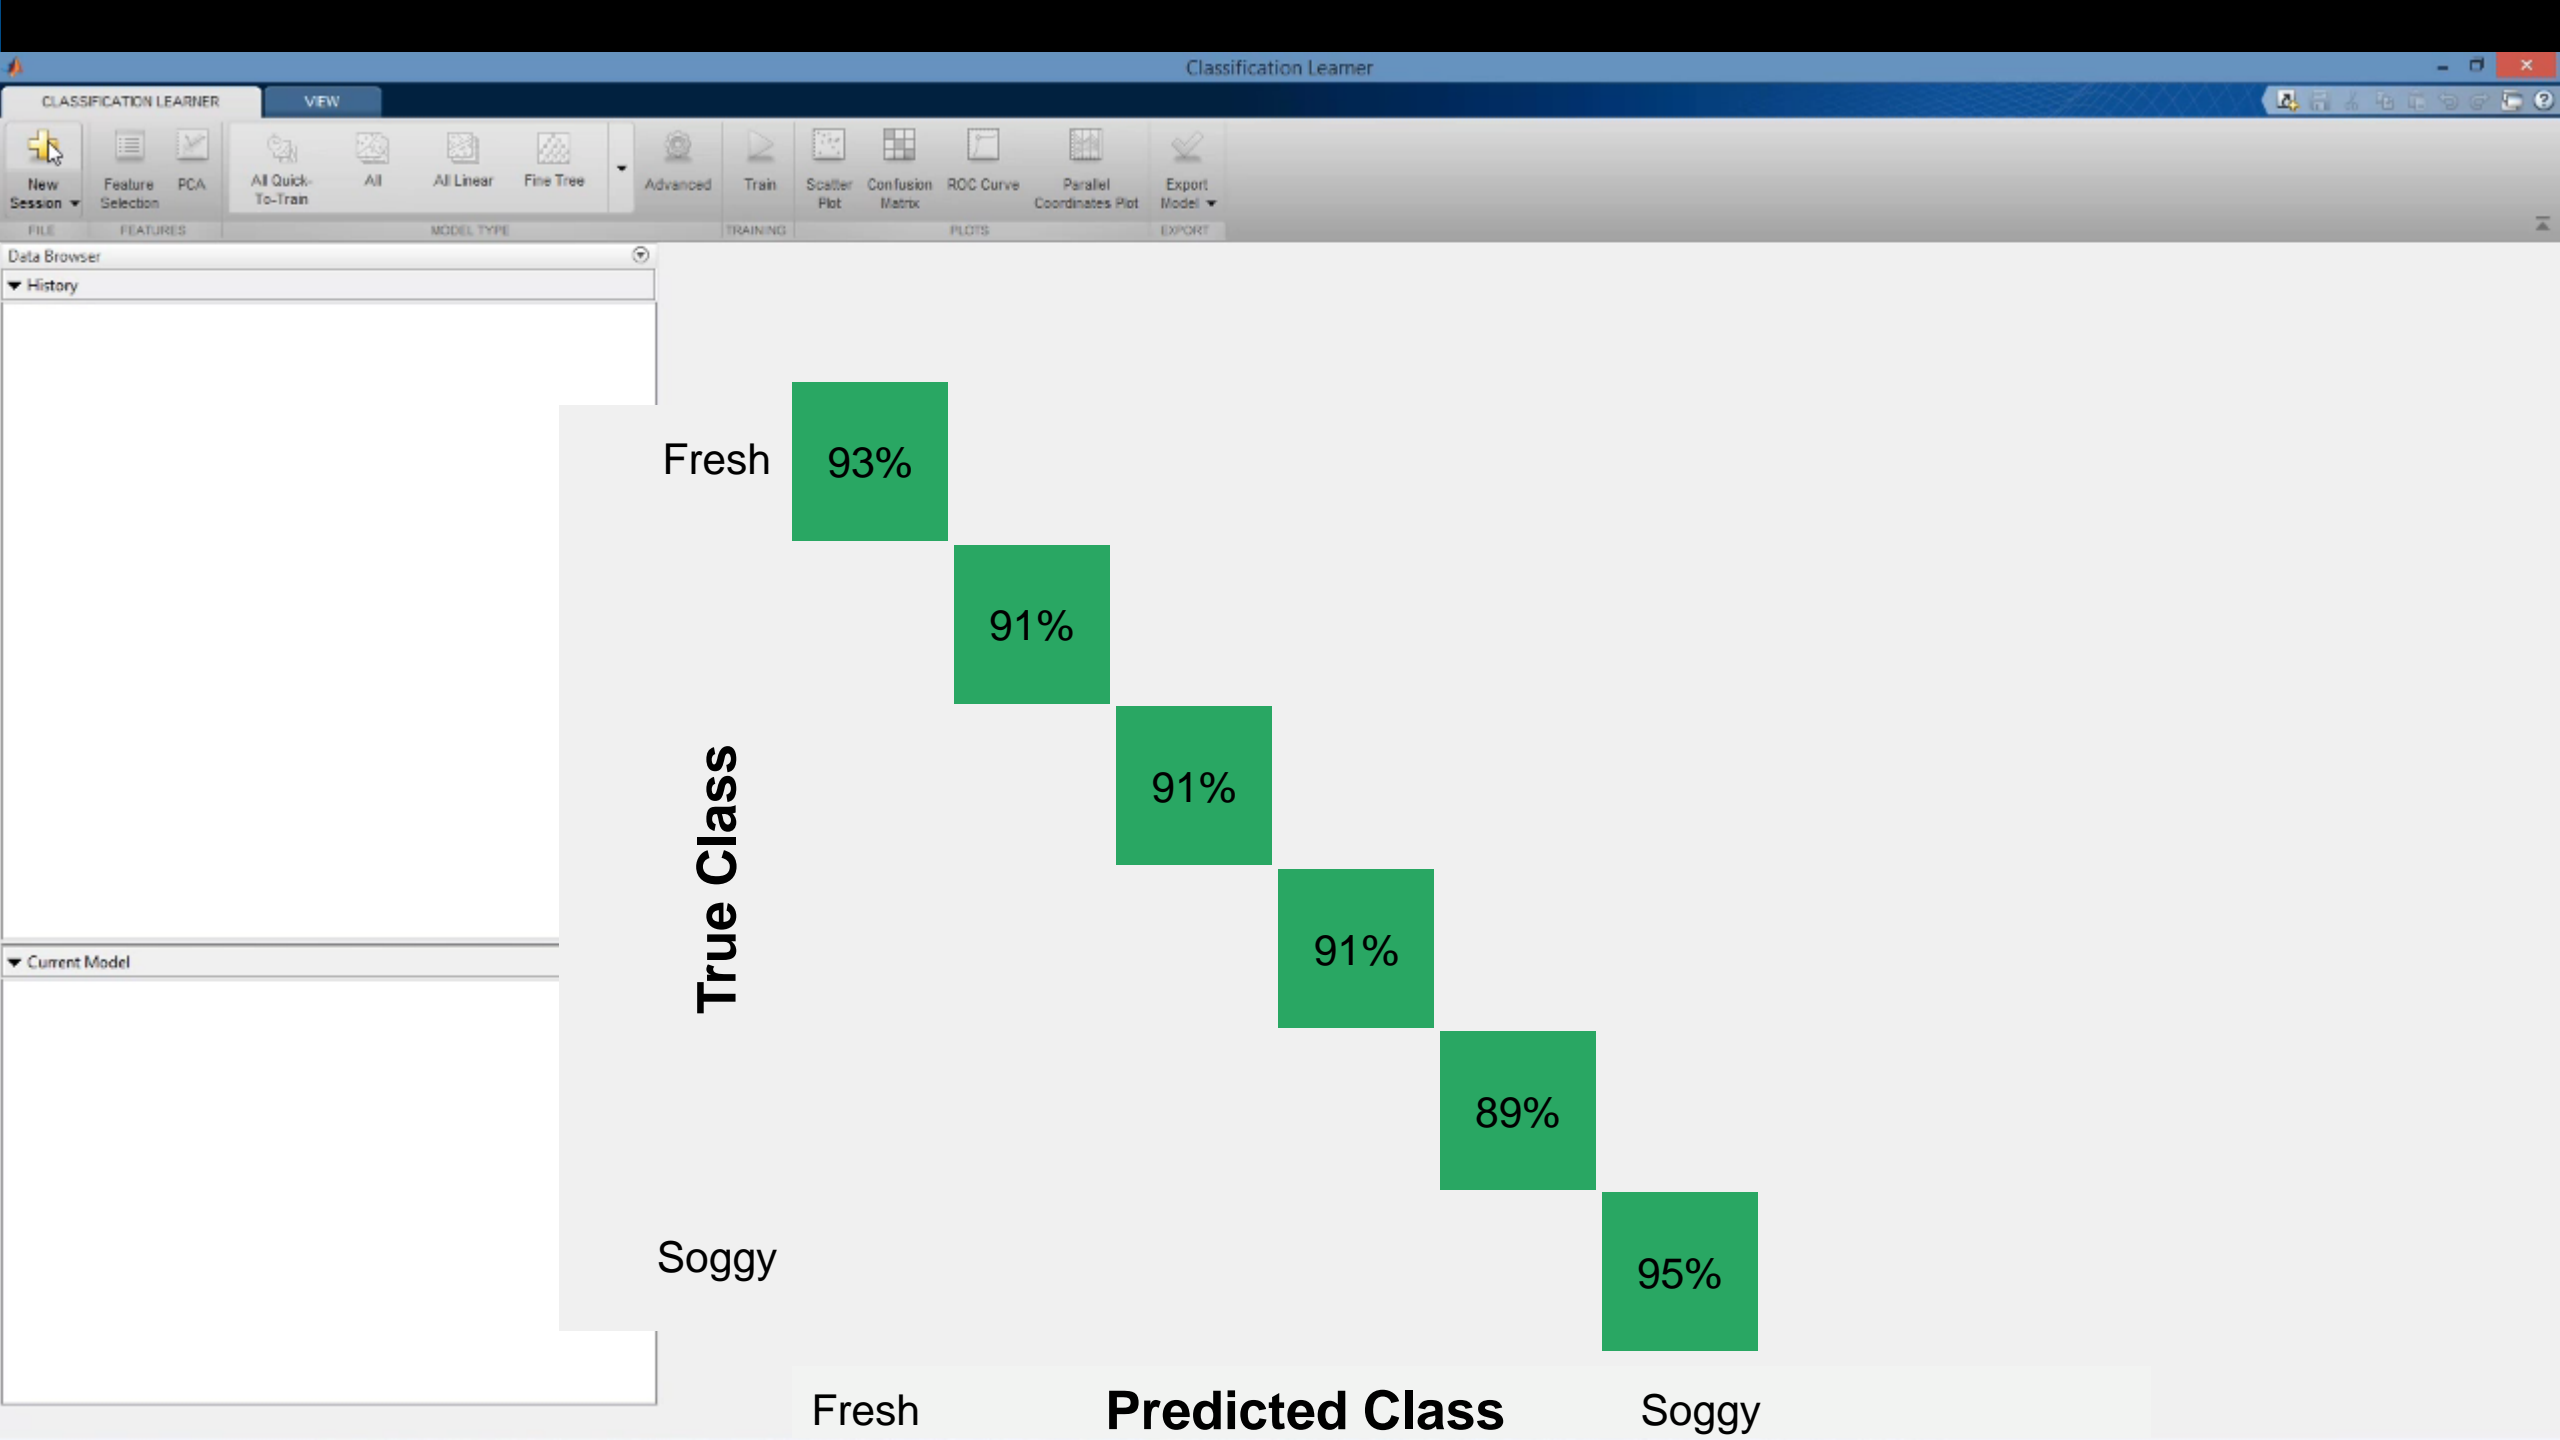 Classification Learner
CLASSIFICATION LEARNER
VIEW
New
Session
Feature
Selection
PCA
All Quick-
To-Train
All
All Linear
Fine Tree
Advanced
Train
Scatter
Plot
Confusion
Matrix
ROC Curve
Parallel
Coordinates Plot
Export
Model
FILE
FEATURES
MODEL TYPE
TRAINING
PLOTS
EXPORT
Data Browser
History
Fresh
93%
91%
True Class
91%
91%
Current Model
89%
Soggy
95%
Fresh
Predicted Class
Soggy